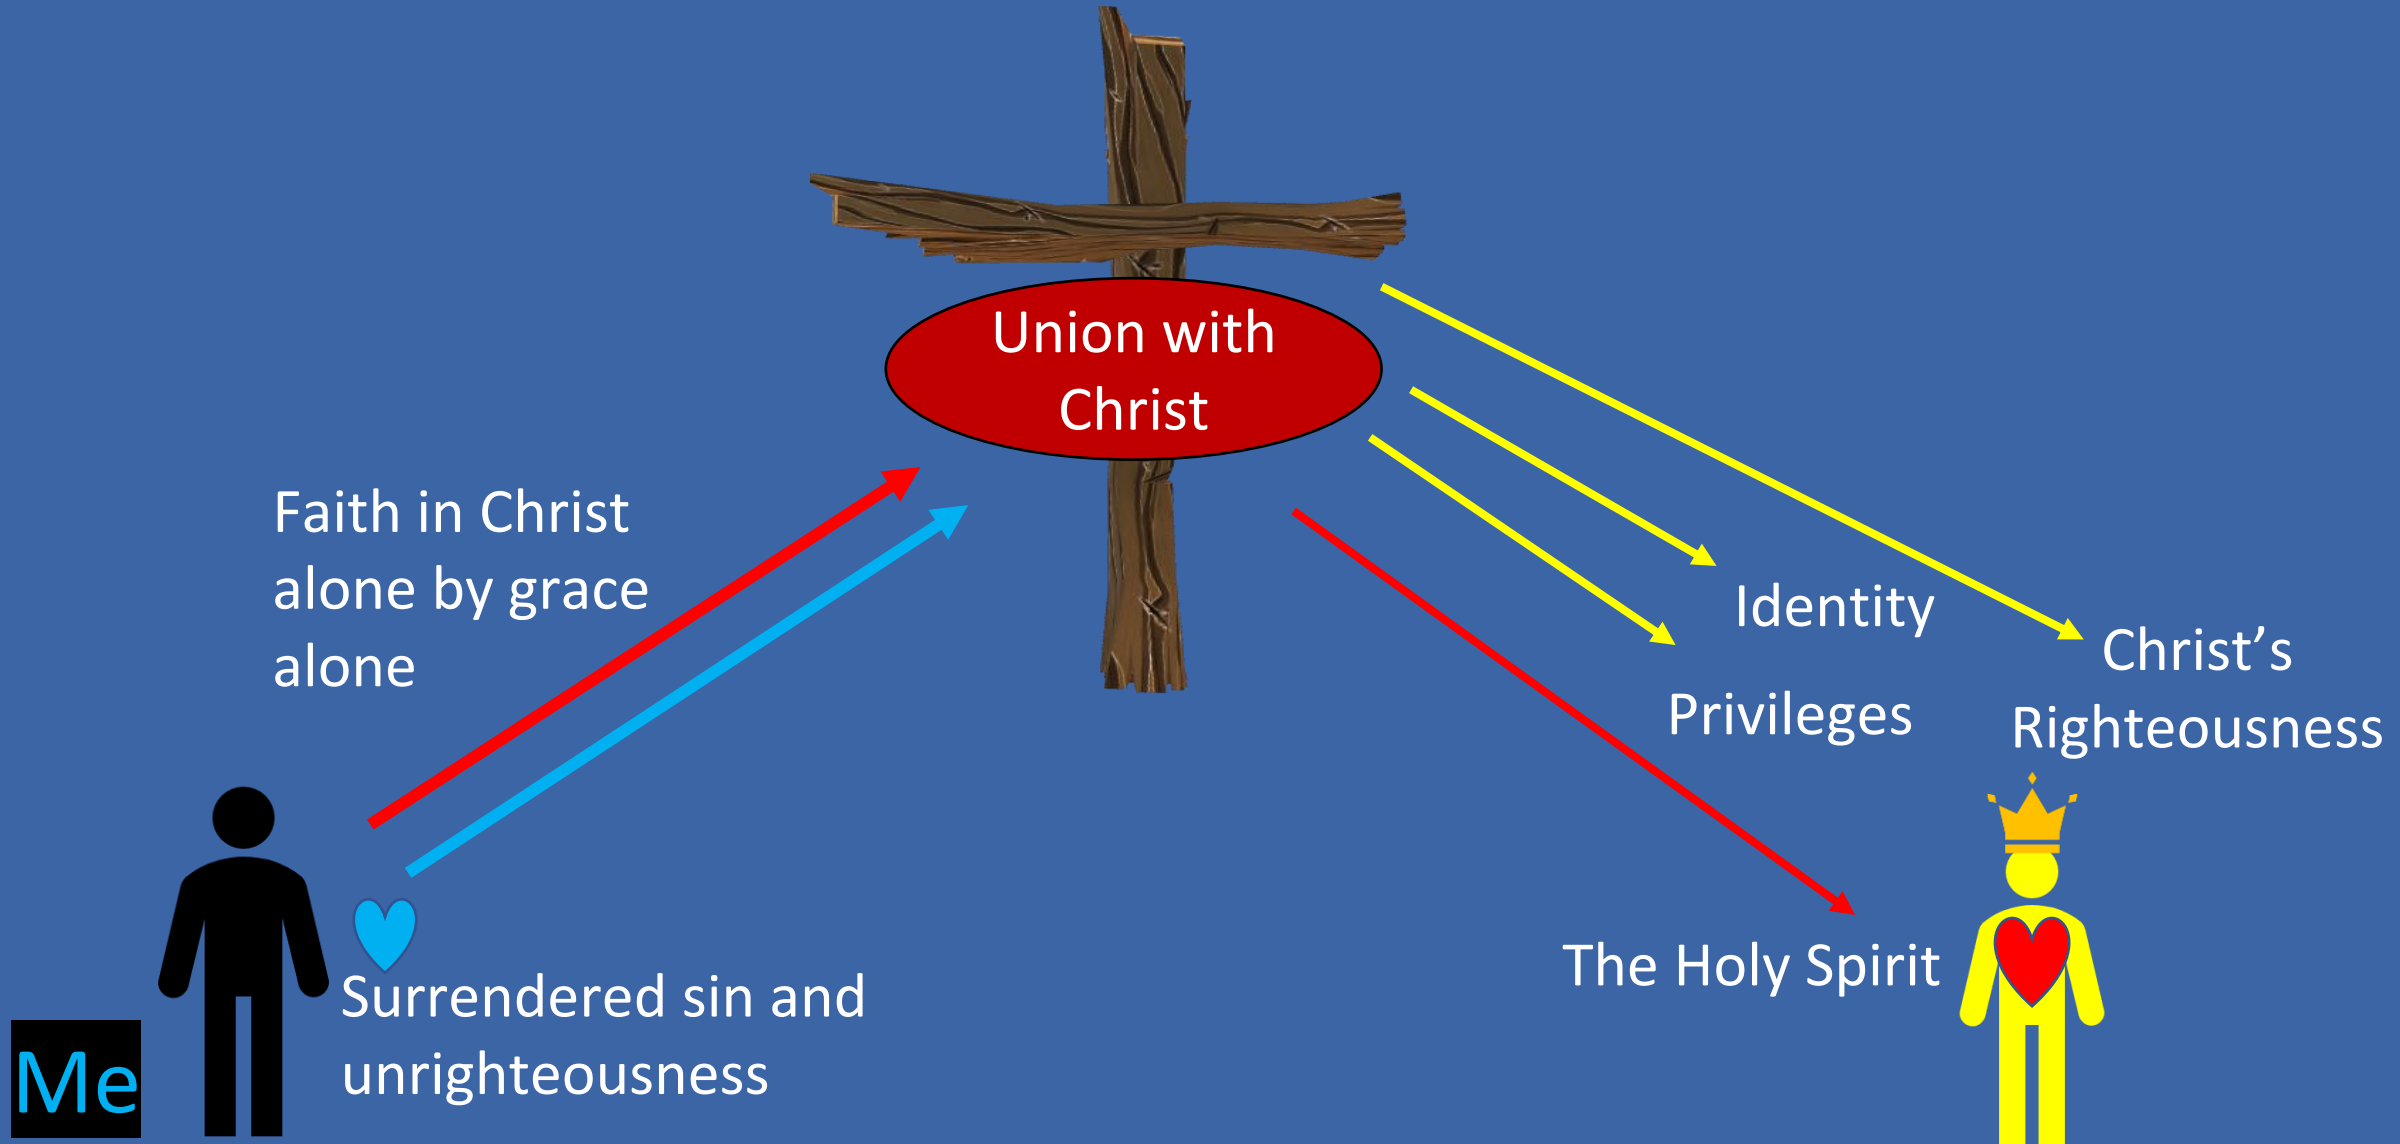 Union with
Christ
Faith in Christ
alone by grace
alone
Identity
Christ’s
Righteousness
Privileges
The Holy Spirit
Surrendered sin and
unrighteousness
Me